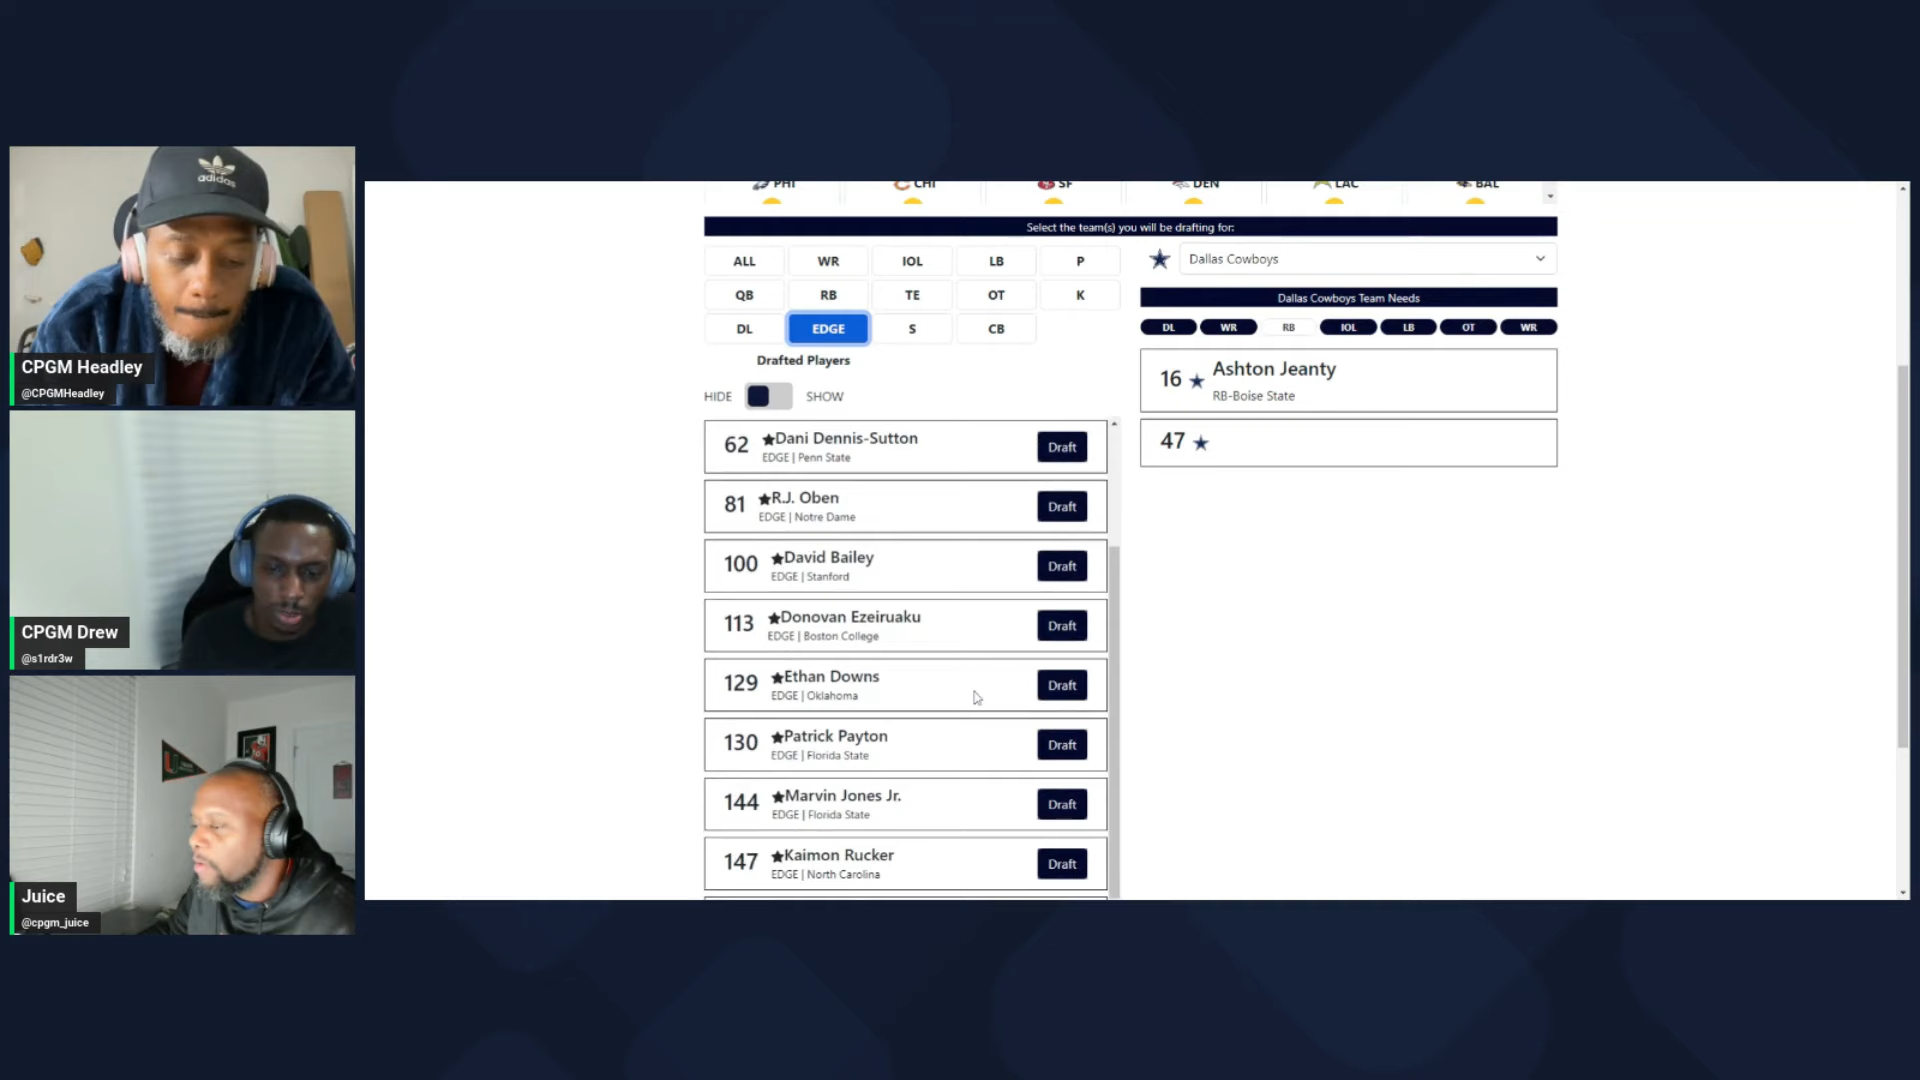 adidas
CPGM Headley
@CPGMHeadley
CPGM Drew
@s1rdr3w
Juice
@cpgm_juice
PHI CHI SF DEN LAC BAL
Select the team(s) you will be drafting for:
ALL WR IOL LB P
QB RB TE OT K
DL EDGE S CB
Drafted Players
HIDE SHOW
62 ★Dani Dennis-Sutton
EDGE | Penn State
Draft
81 ★R.J. Oben
EDGE | Notre Dame
Draft
100 ★David Bailey
EDGE | Stanford
Draft
113 ★Donovan Ezeiruaku
EDGE | Boston College
Draft
129 ★Ethan Downs
EDGE | Oklahoma
Draft
130 ★Patrick Payton
EDGE | Florida State
Draft
144 ★Marvin Jones Jr.
EDGE | Florida State
Draft
147 ★Kaimon Rucker
EDGE | North Carolina
Draft
Dallas Cowboys
Dallas Cowboys Team Needs
DL WR RB IOL LB OT WR
16 Ashton Jeanty
RB-Boise State
47